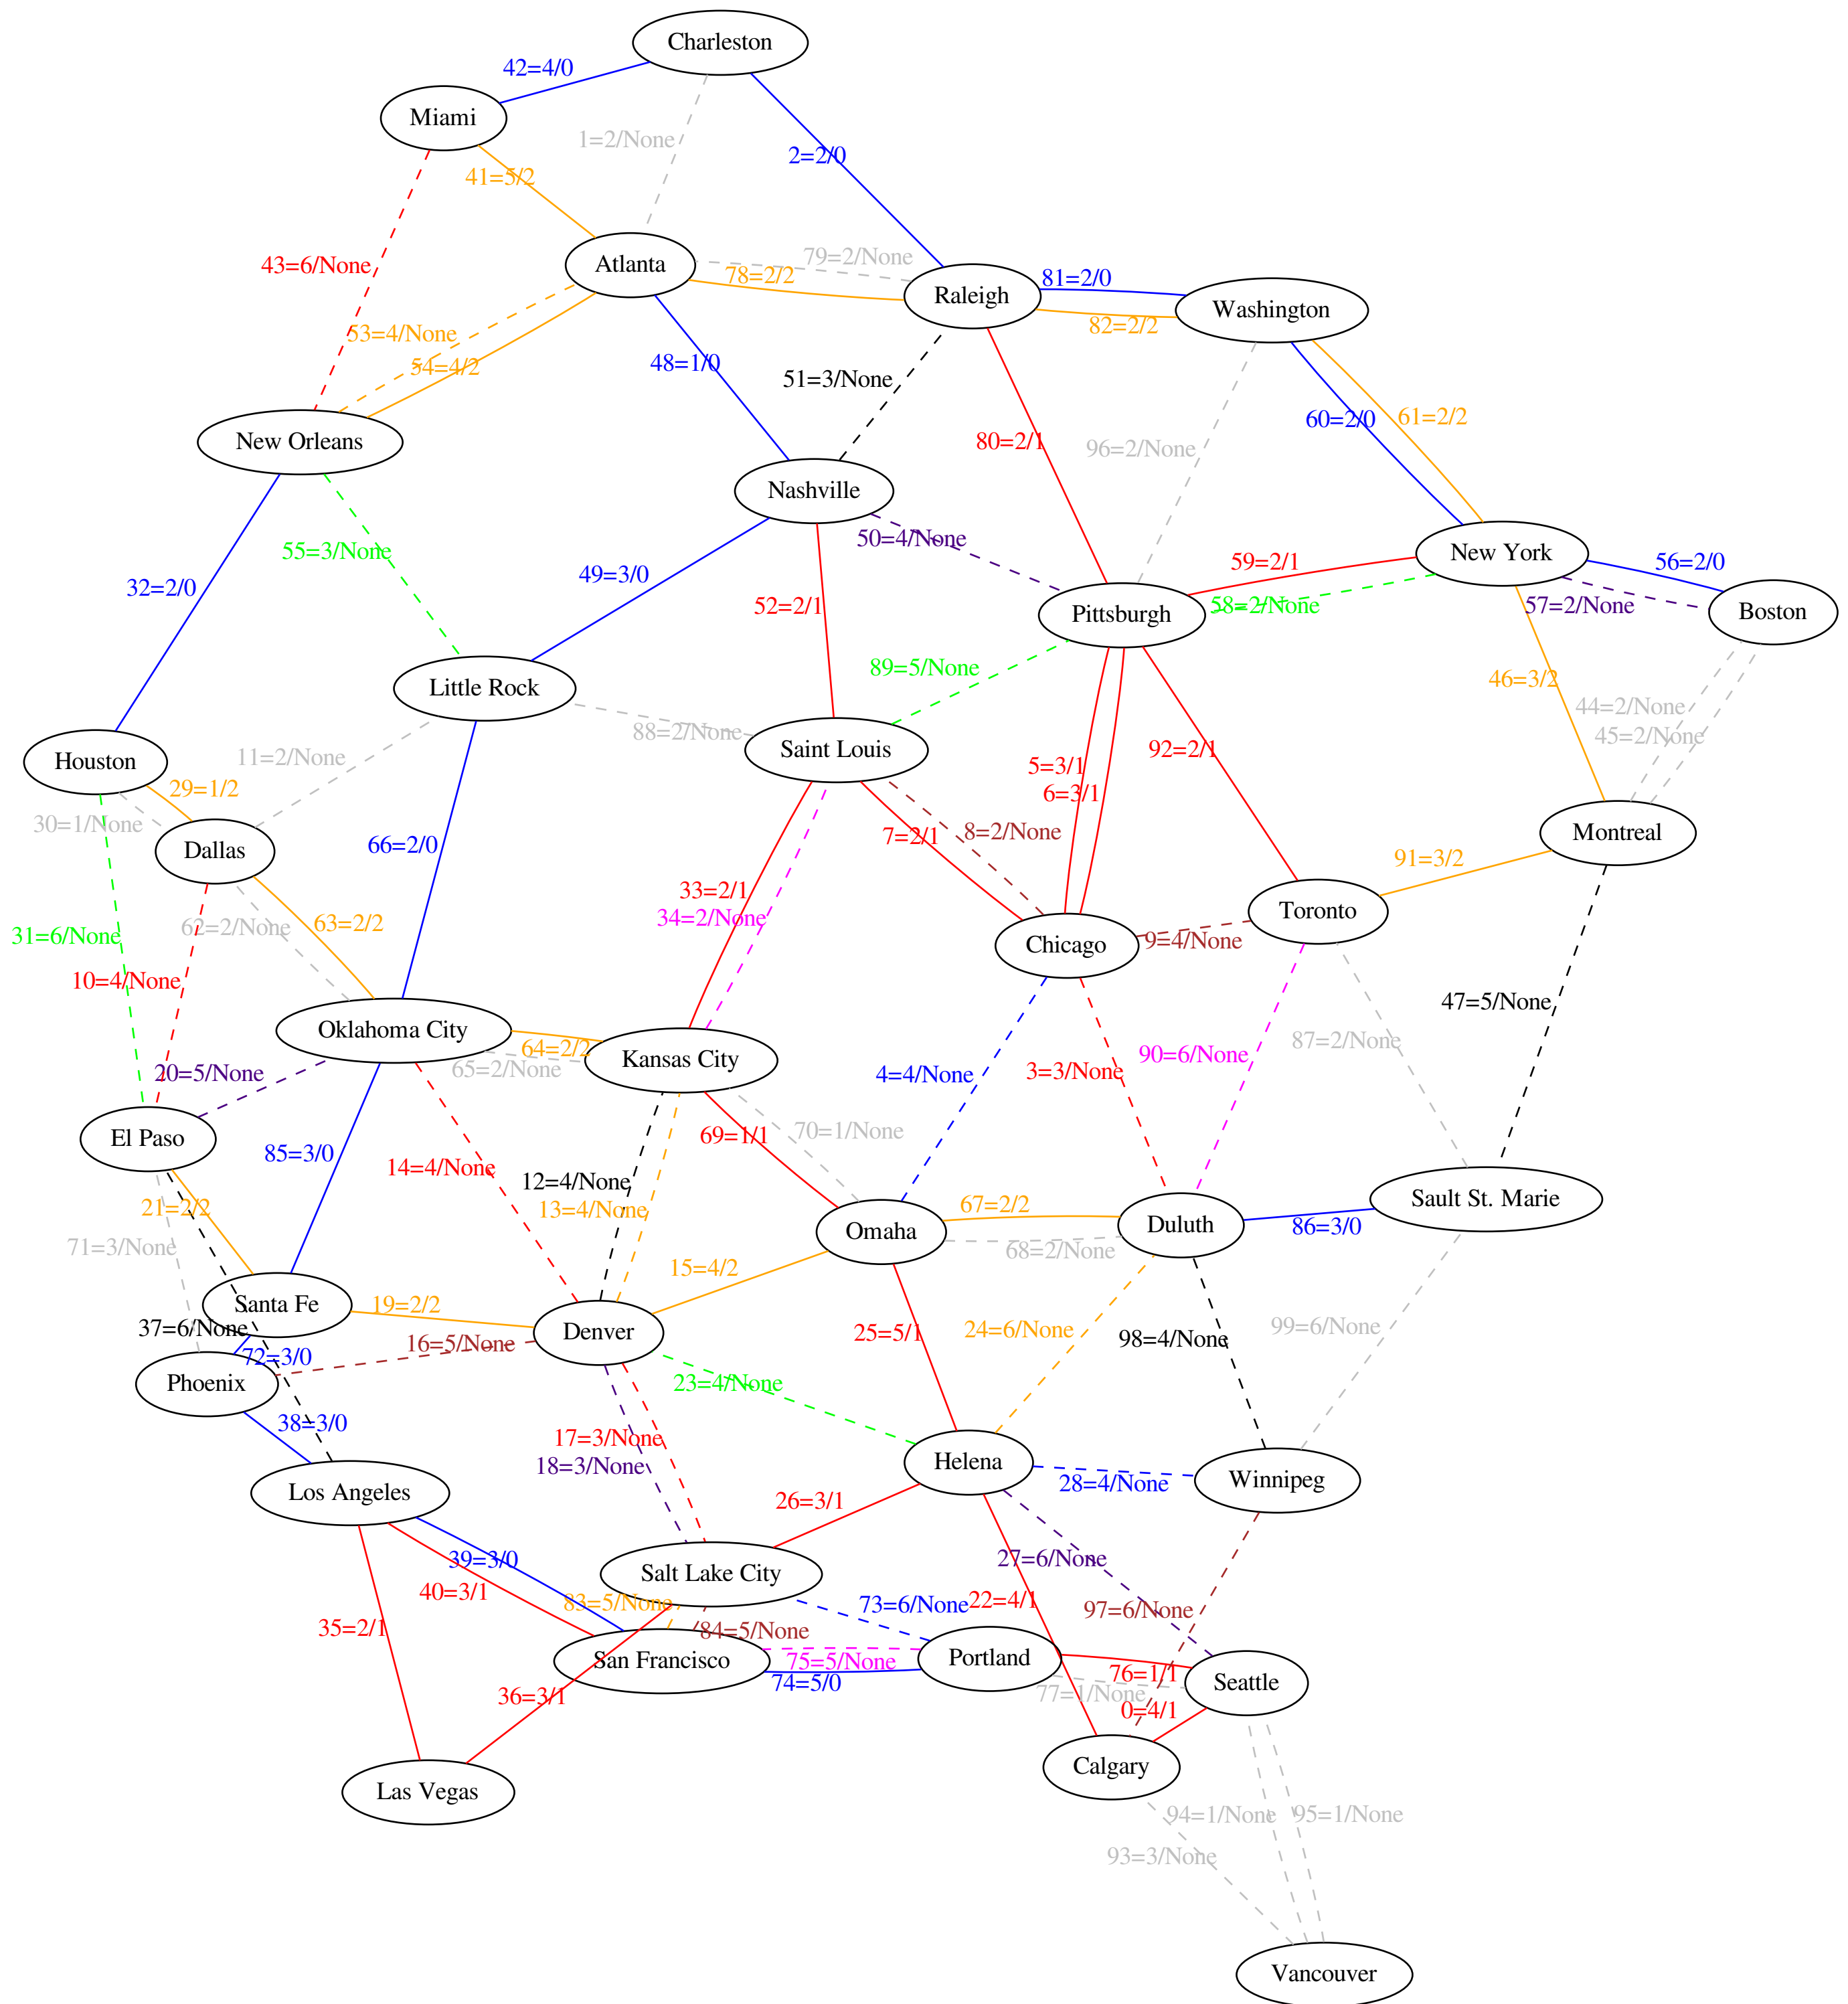 Charleston
42=4/0
Miami
1=2/None
2=2/0
41=5/2
43=6/None
Atlanta
79=2/None
78=2/2
Raleigh
81=2/0
82=2/2
Washington
53=4/None
54=4/2
48=1/0
51=3/None
80=2/1
96=2/None
60=2/0
61=2/2
New Orleans
Nashville
50=4/None
55=3/None
32=2/0
49=3/0
52=2/1
New York
59=2/1
58=2/None
56=2/0
57=2/None
Boston
Pittsburgh
89=5/None
Little Rock
88=2/None
Saint Louis
46=3/2
44=2/None
45=2/None
Houston
29=1/2
30=1/None
11=2/None
5=3/1
6=3/1
92=2/1
Dallas
66=2/0
7=2/1
8=2/None
Montreal
91=3/2
33=2/1
34=2/None
63=2/2
62=2/None
Toronto
31=6/None
10=4/None
Chicago
9=4/None
47=5/None
Oklahoma City
64=2/2
65=2/None
Kansas City
20=5/None
4=4/None
3=3/None
90=6/None
87=2/None
El Paso
85=3/0
14=4/None
12=4/None
13=4/None
69=1/1
70=1/None
21=2/2
71=3/None
Omaha
67=2/2
68=2/None
Duluth
86=3/0
Sault St. Marie
15=4/2
Santa Fe
19=2/2
Denver
37=6/None
72=3/0
16=5/None
25=5/1
24=6/None
98=4/None
99=6/None
Phoenix
23=4/None
38=3/0
17=3/None
18=3/None
Helena
28=4/None
Winnipeg
Los Angeles
26=3/1
39=3/0
40=3/1
Salt Lake City
27=6/None
83=5/None
84=5/None
73=6/None
22=4/1
97=6/None
35=2/1
San Francisco
75=5/None
74=5/0
Portland
76=1/1
77=1/None
Seattle
36=3/1
0=4/1
Calgary
Las Vegas
94=1/None
95=1/None
93=3/None
Vancouver